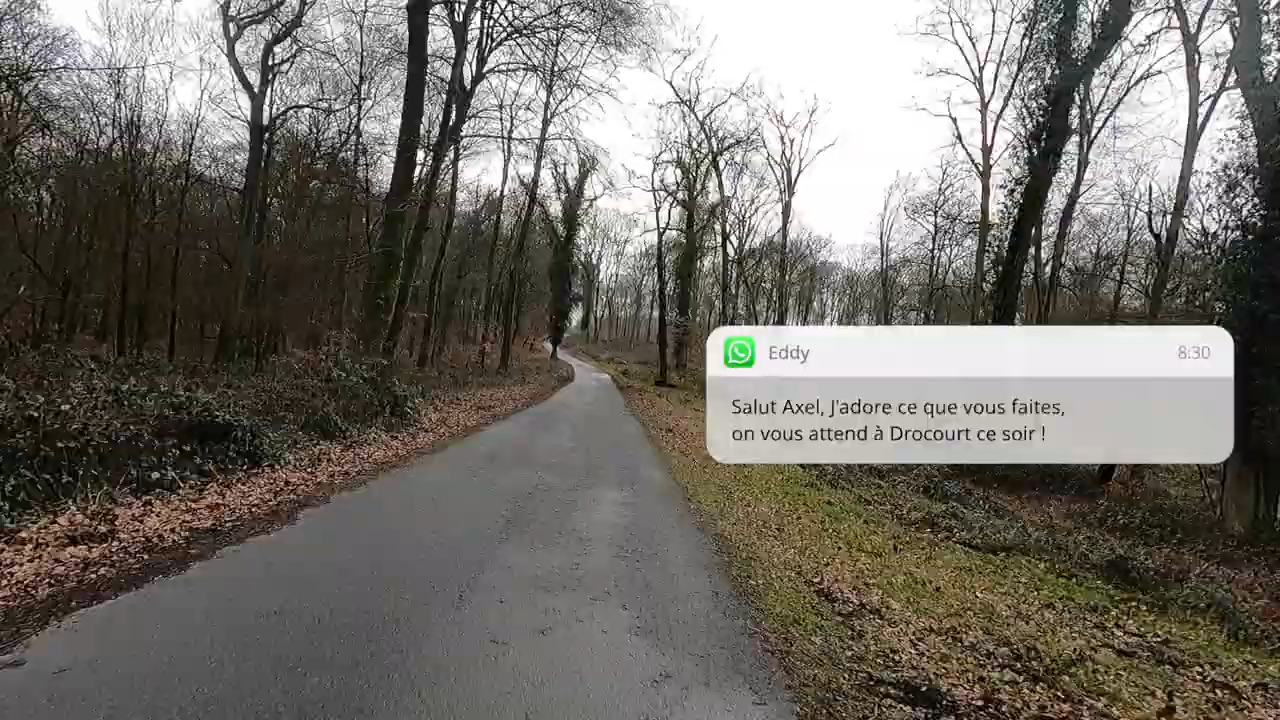 Eddy
8:30
Salut Axel, J'adore ce que vous faites,
on vous attend à Drocourt ce soir !